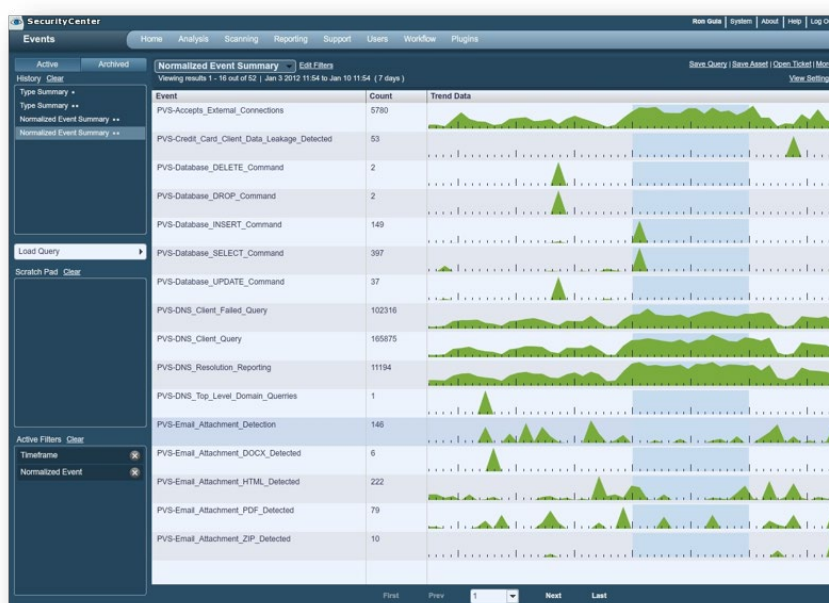 SecurityCenter
Ron Gula | System | About | Help | Log O
Events
Home Analysis Scanning Reporting Support Users Workflow Plugins
Active Archived
History Clear
Type Summary •
Type Summary ••
Normalized Event Summary ••
Normalized Event Summary ••
Load Query
Scratch Pad Clear
Active Filters Clear
Timeframe
Normalized Event
Normalized Event Summary Edit Filters
Save Query | Save Asset | Open Ticket | Mor
Viewing results 1 - 16 out of 52 | Jan 3 2012 11:54 to Jan 10 11:54 ( 7 days )
View Setting
Event Count Trend Data
PVS-Accepts_External_Connections 5780
PVS-Credit_Card_Client_Data_Leakage_Detected 53
PVS-Database_DELETE_Command 2
PVS-Database_DROP_Command 2
PVS-Database_INSERT_Command 149
PVS-Database_SELECT_Command 397
PVS-Database_UPDATE_Command 37
PVS-DNS_Client_Failed_Query 102316
PVS-DNS_Client_Query 165875
PVS-DNS_Resolution_Reporting 11194
PVS-DNS_Top_Level_Domain_Querries 1
PVS-Email_Attachment_Detection 146
PVS-Email_Attachment_DOCX_Detected 6
PVS-Email_Attachment_HTML_Detected 222
PVS-Email_Attachment_PDF_Detected 79
PVS-Email_Attachment_ZIP_Detected 10
First Prev 1 Next Last